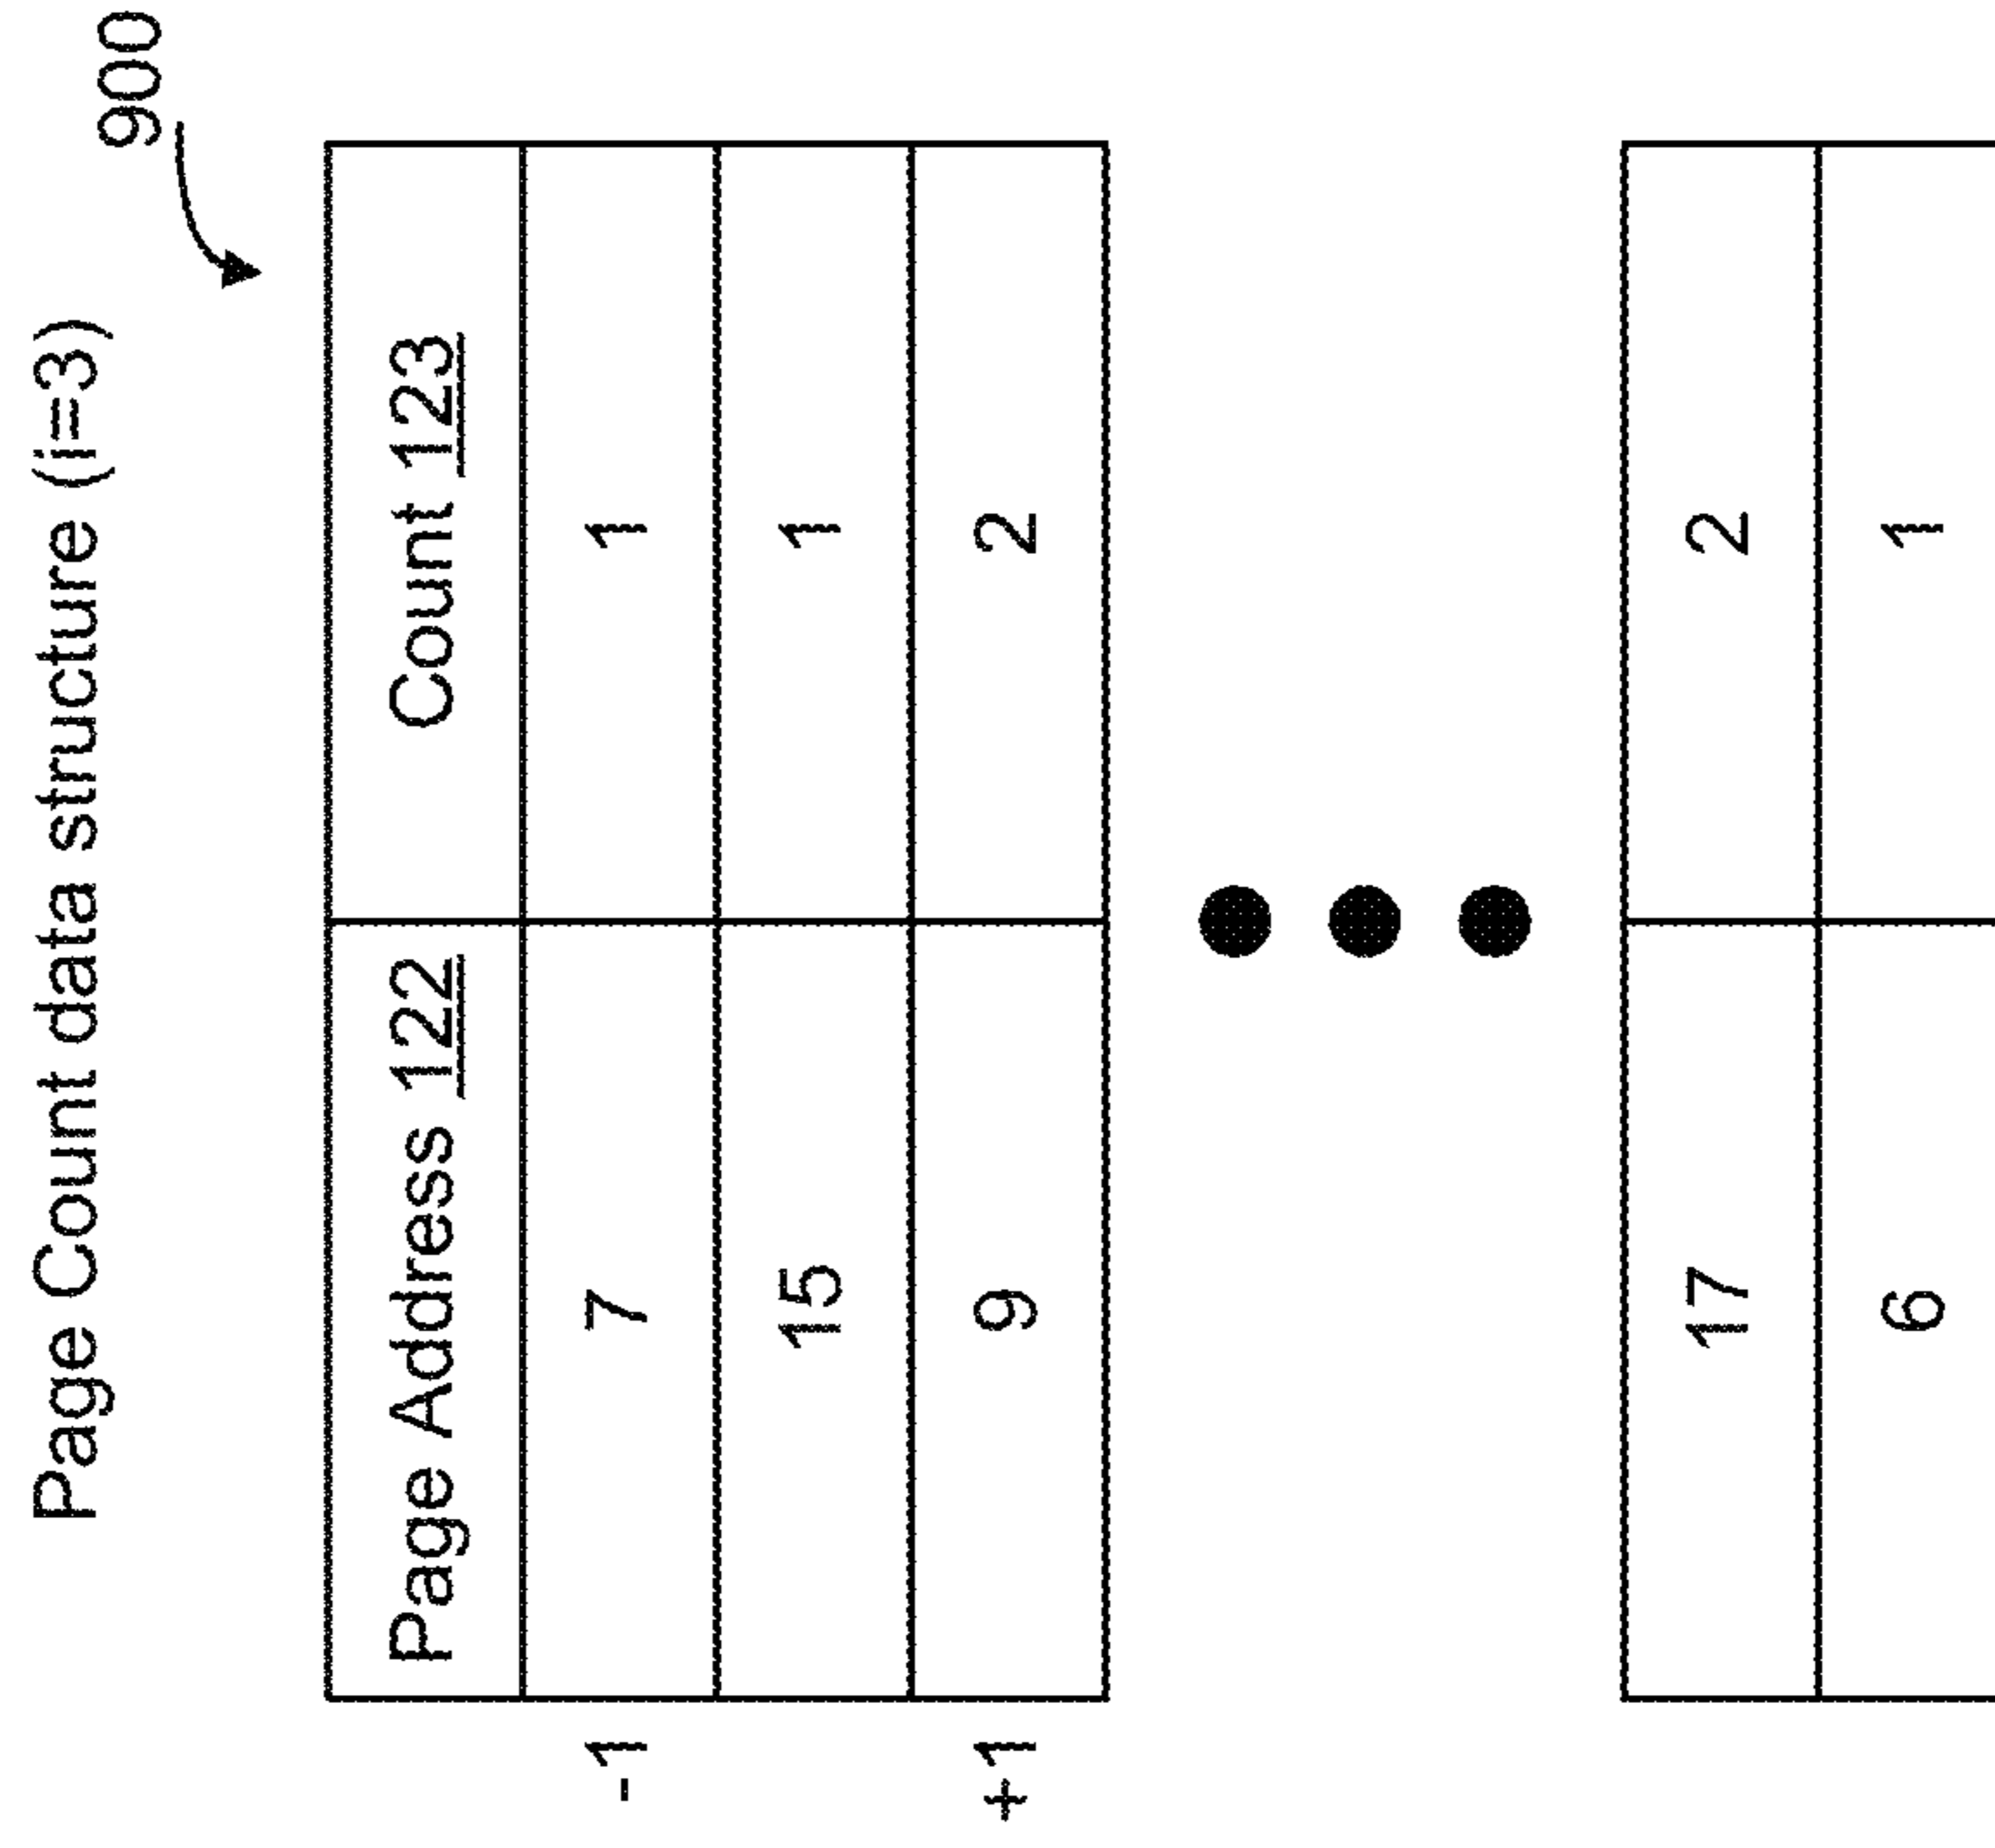 Page Count data structure (i=3)
900
Page Address 122 Count 123
-1 7 1
15 1
+1 9 2
17 2
6 1